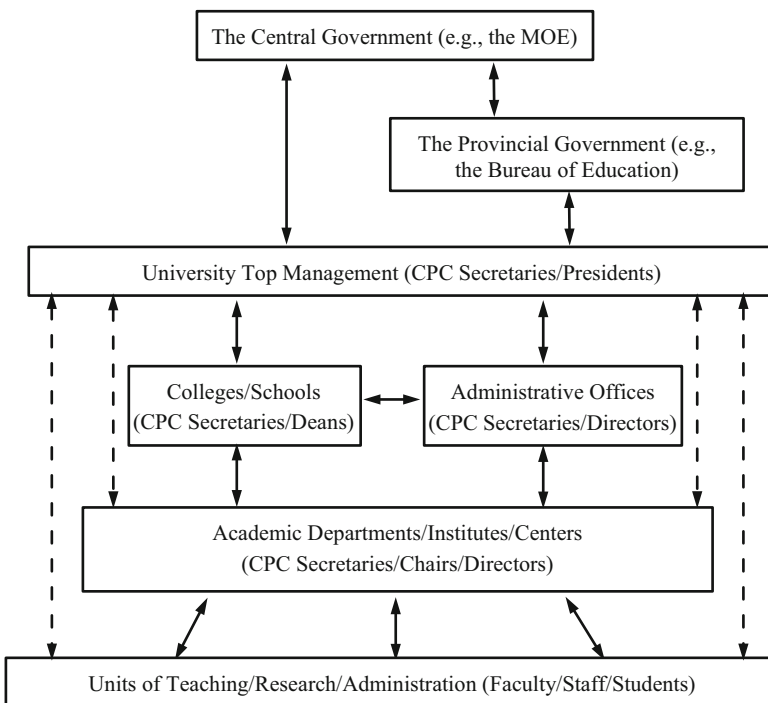 The Central Government (e.g., the MOE)
The Provincial Government (e.g.,
the Bureau of Education)
University Top Management (CPC Secretaries/Presidents)
Colleges/Schools
(CPC Secretaries/Deans)
Administrative Offices
(CPC Secretaries/Directors)
Academic Departments/Institutes/Centers
(CPC Secretaries/Chairs/Directors)
Units of Teaching/Research/Administration (Faculty/Staff/Students)